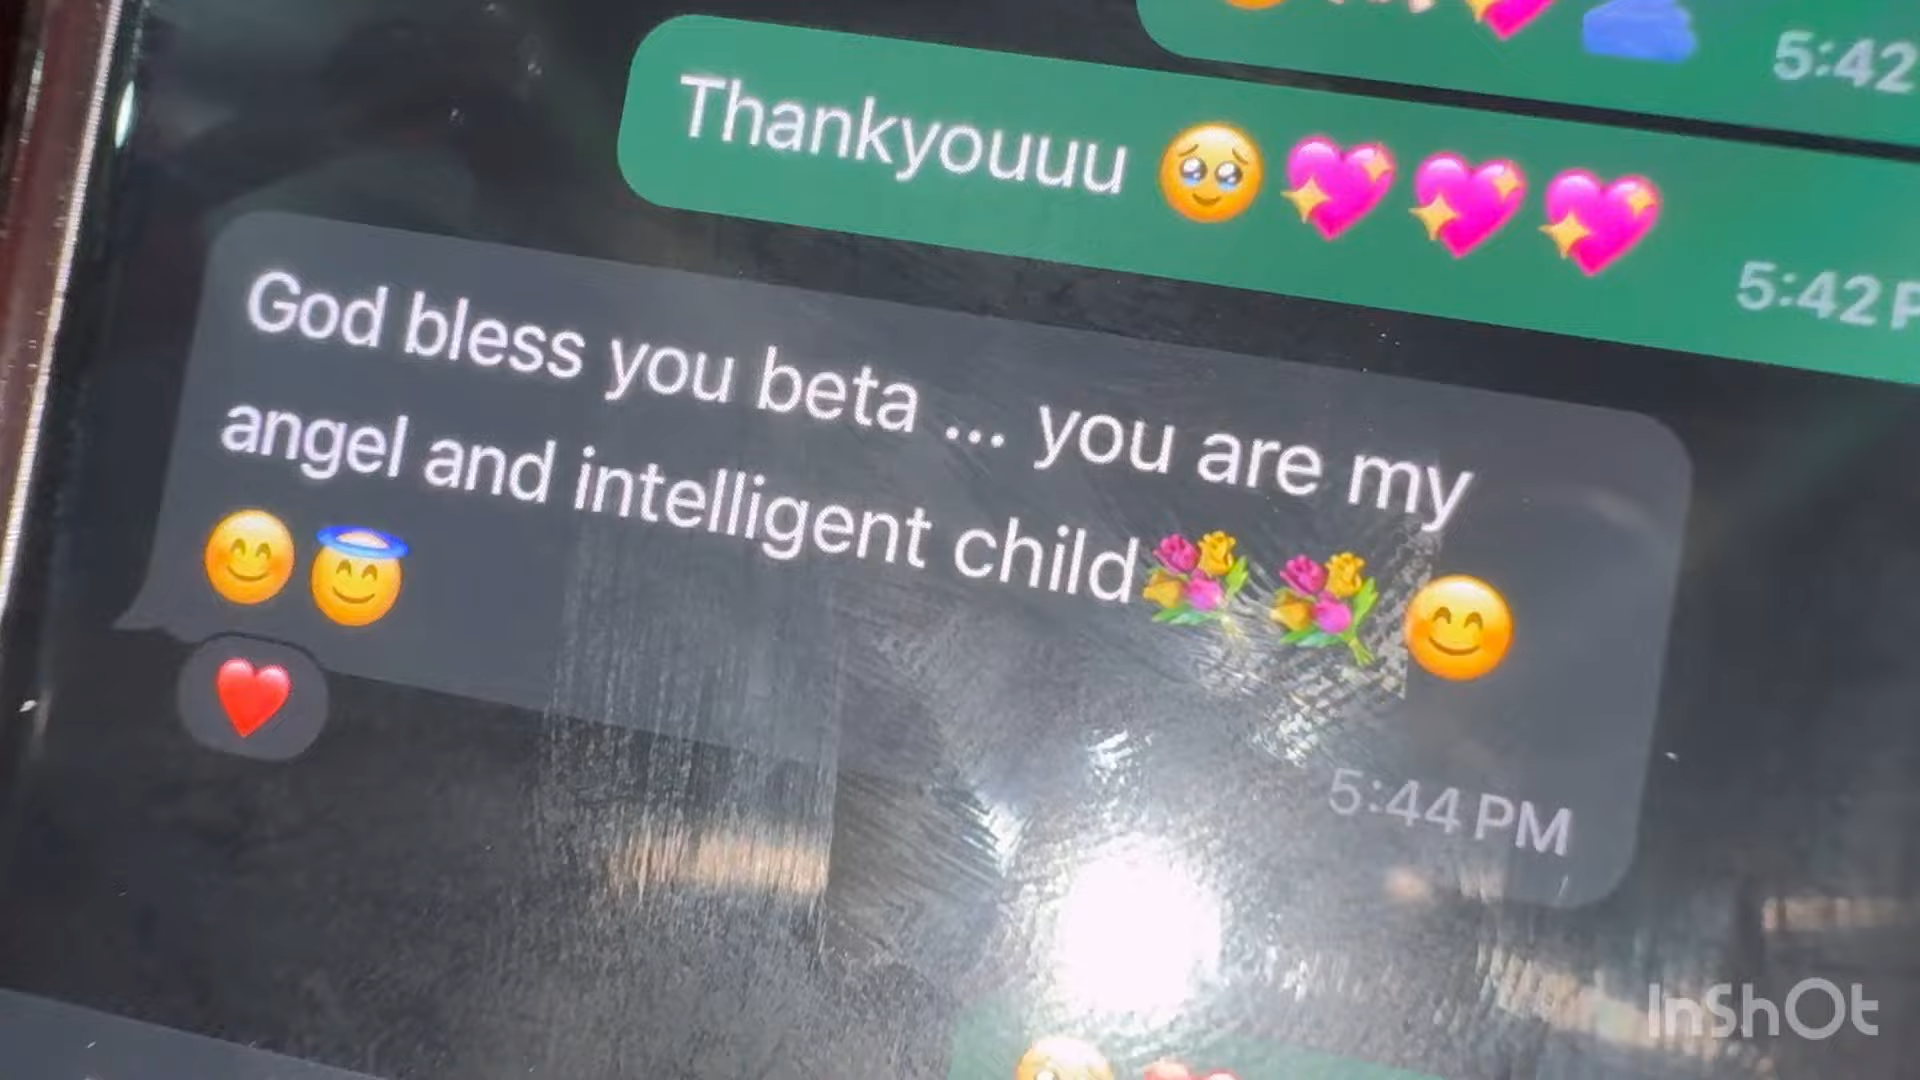 5:42
Thankyouuu 🥹💖💖💖
5:42 P
God bless you beta ... you are my
angel and intelligent child💐💐😊
😊😇
❤️
5:44 PM
InShOt